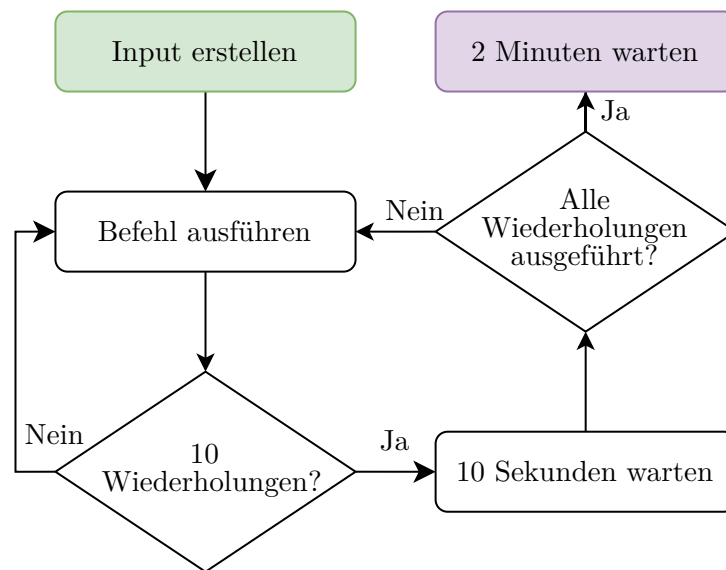 Input erstellen
2 Minuten warten
Ja
Befehl ausführen
Nein
Alle
Wiederholungen
ausgeführt?
Nein
10
Wiederholungen?
Ja
10 Sekunden warten